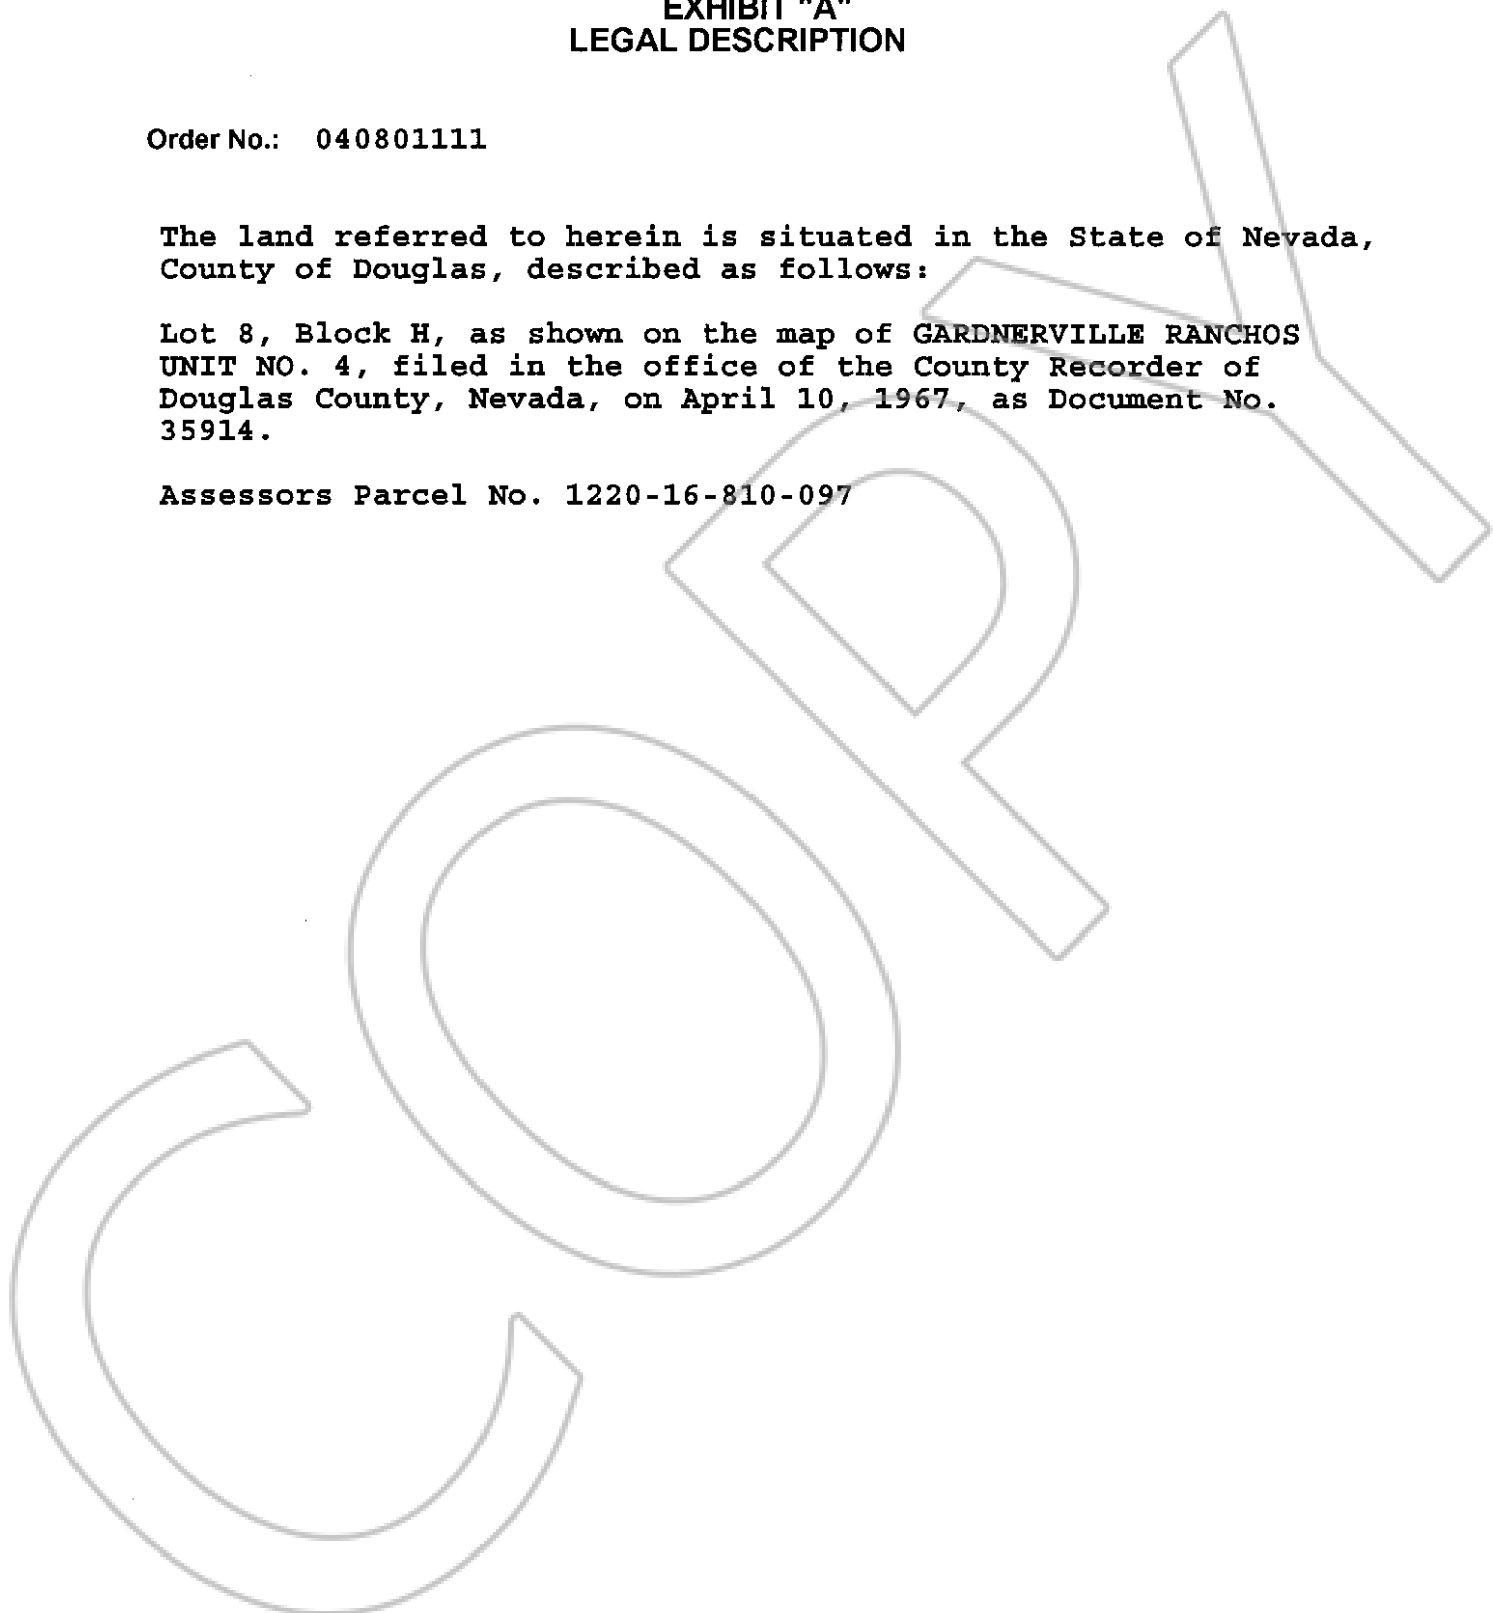 EXHIBIT "A"
LEGAL DESCRIPTION
Order No.: 040801111
The land referred to herein is situated in the State of Nevada,
County of Douglas, described as follows:
Lot 8, Block H, as shown on the map of GARDNERVILLE RANCHOS
UNIT NO. 4, filed in the office of the County Recorder of
Douglas County, Nevada, on April 10, 1967, as Document No.
35914.
Assessors Parcel No. 1220-16-810-097
COPY